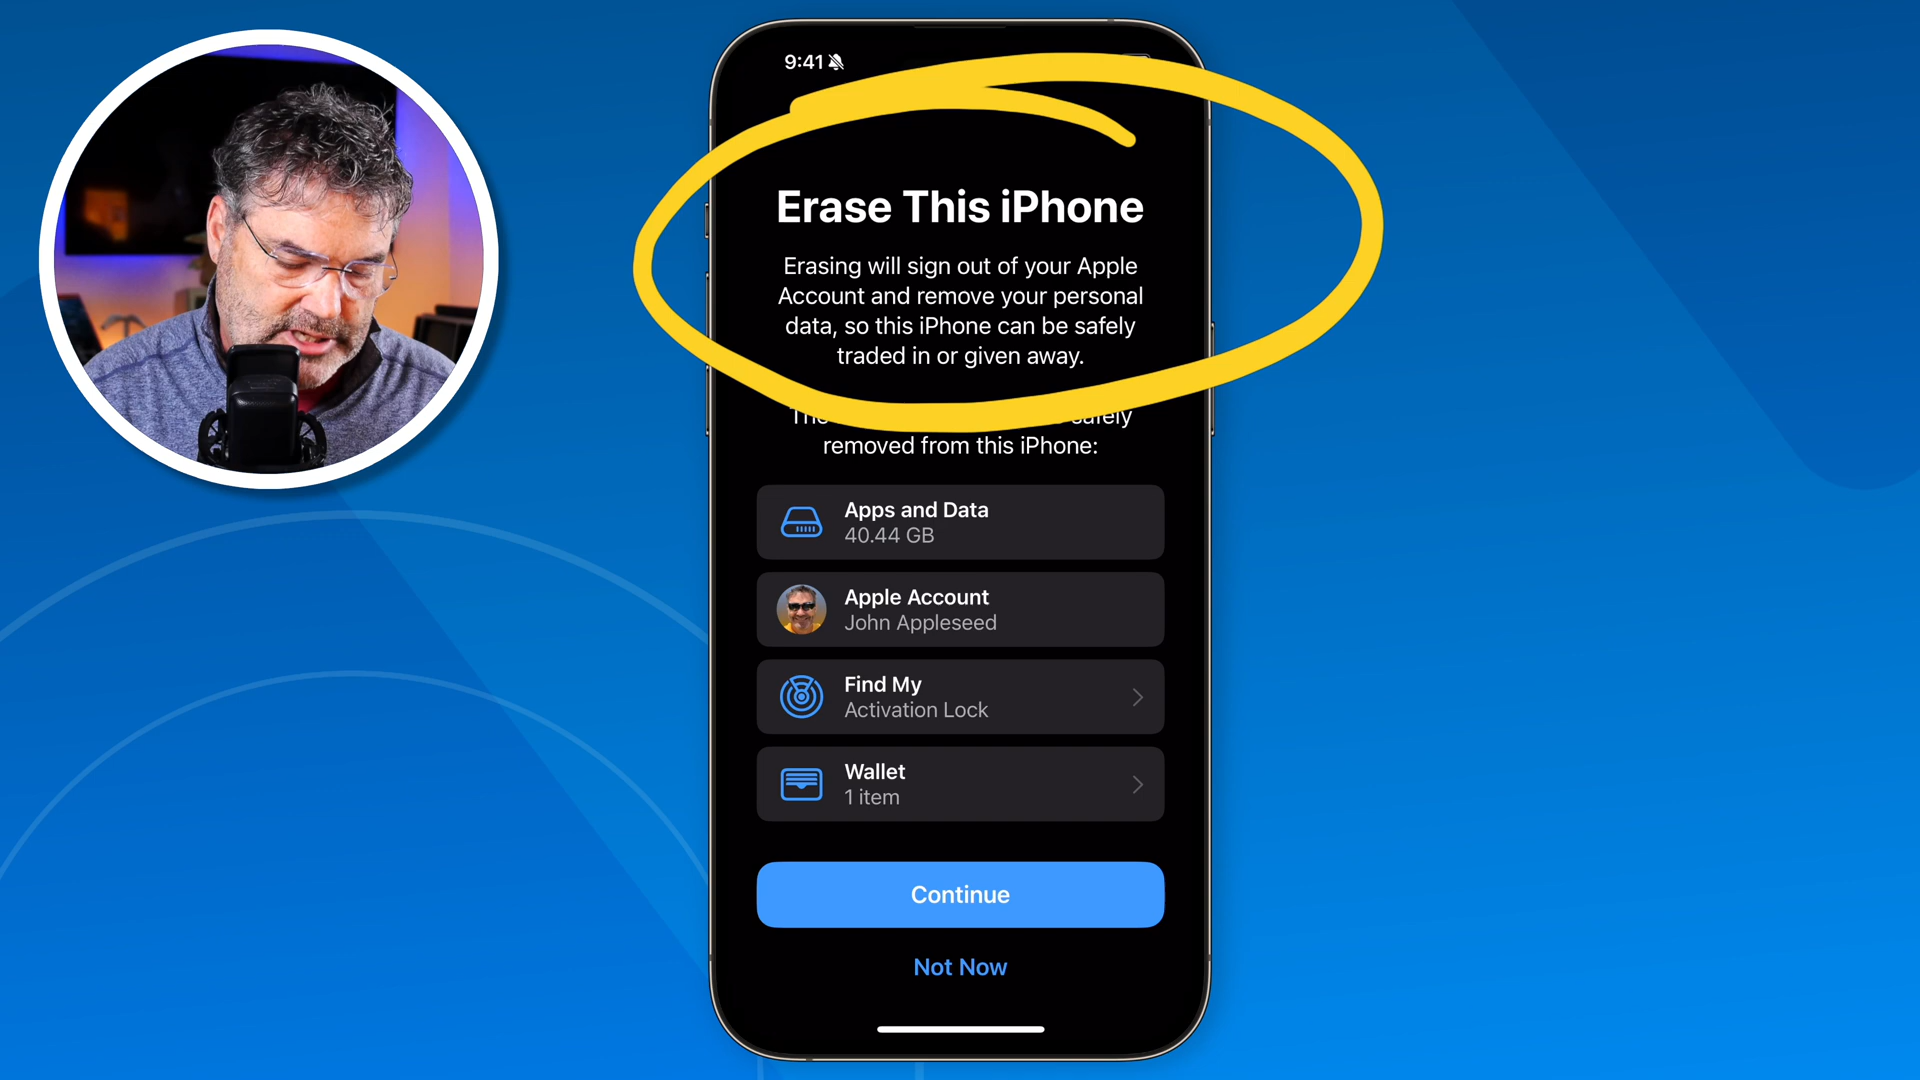 9:41
Erase This iPhone
Erasing will sign out of your Apple
Account and remove your personal
data, so this iPhone can be safely
traded in or given away.
safely
removed from this iPhone:
Apps and Data
40.44 GB
Apple Account
John Appleseed
Find My
Activation Lock
Wallet
1 item
Continue
Not Now